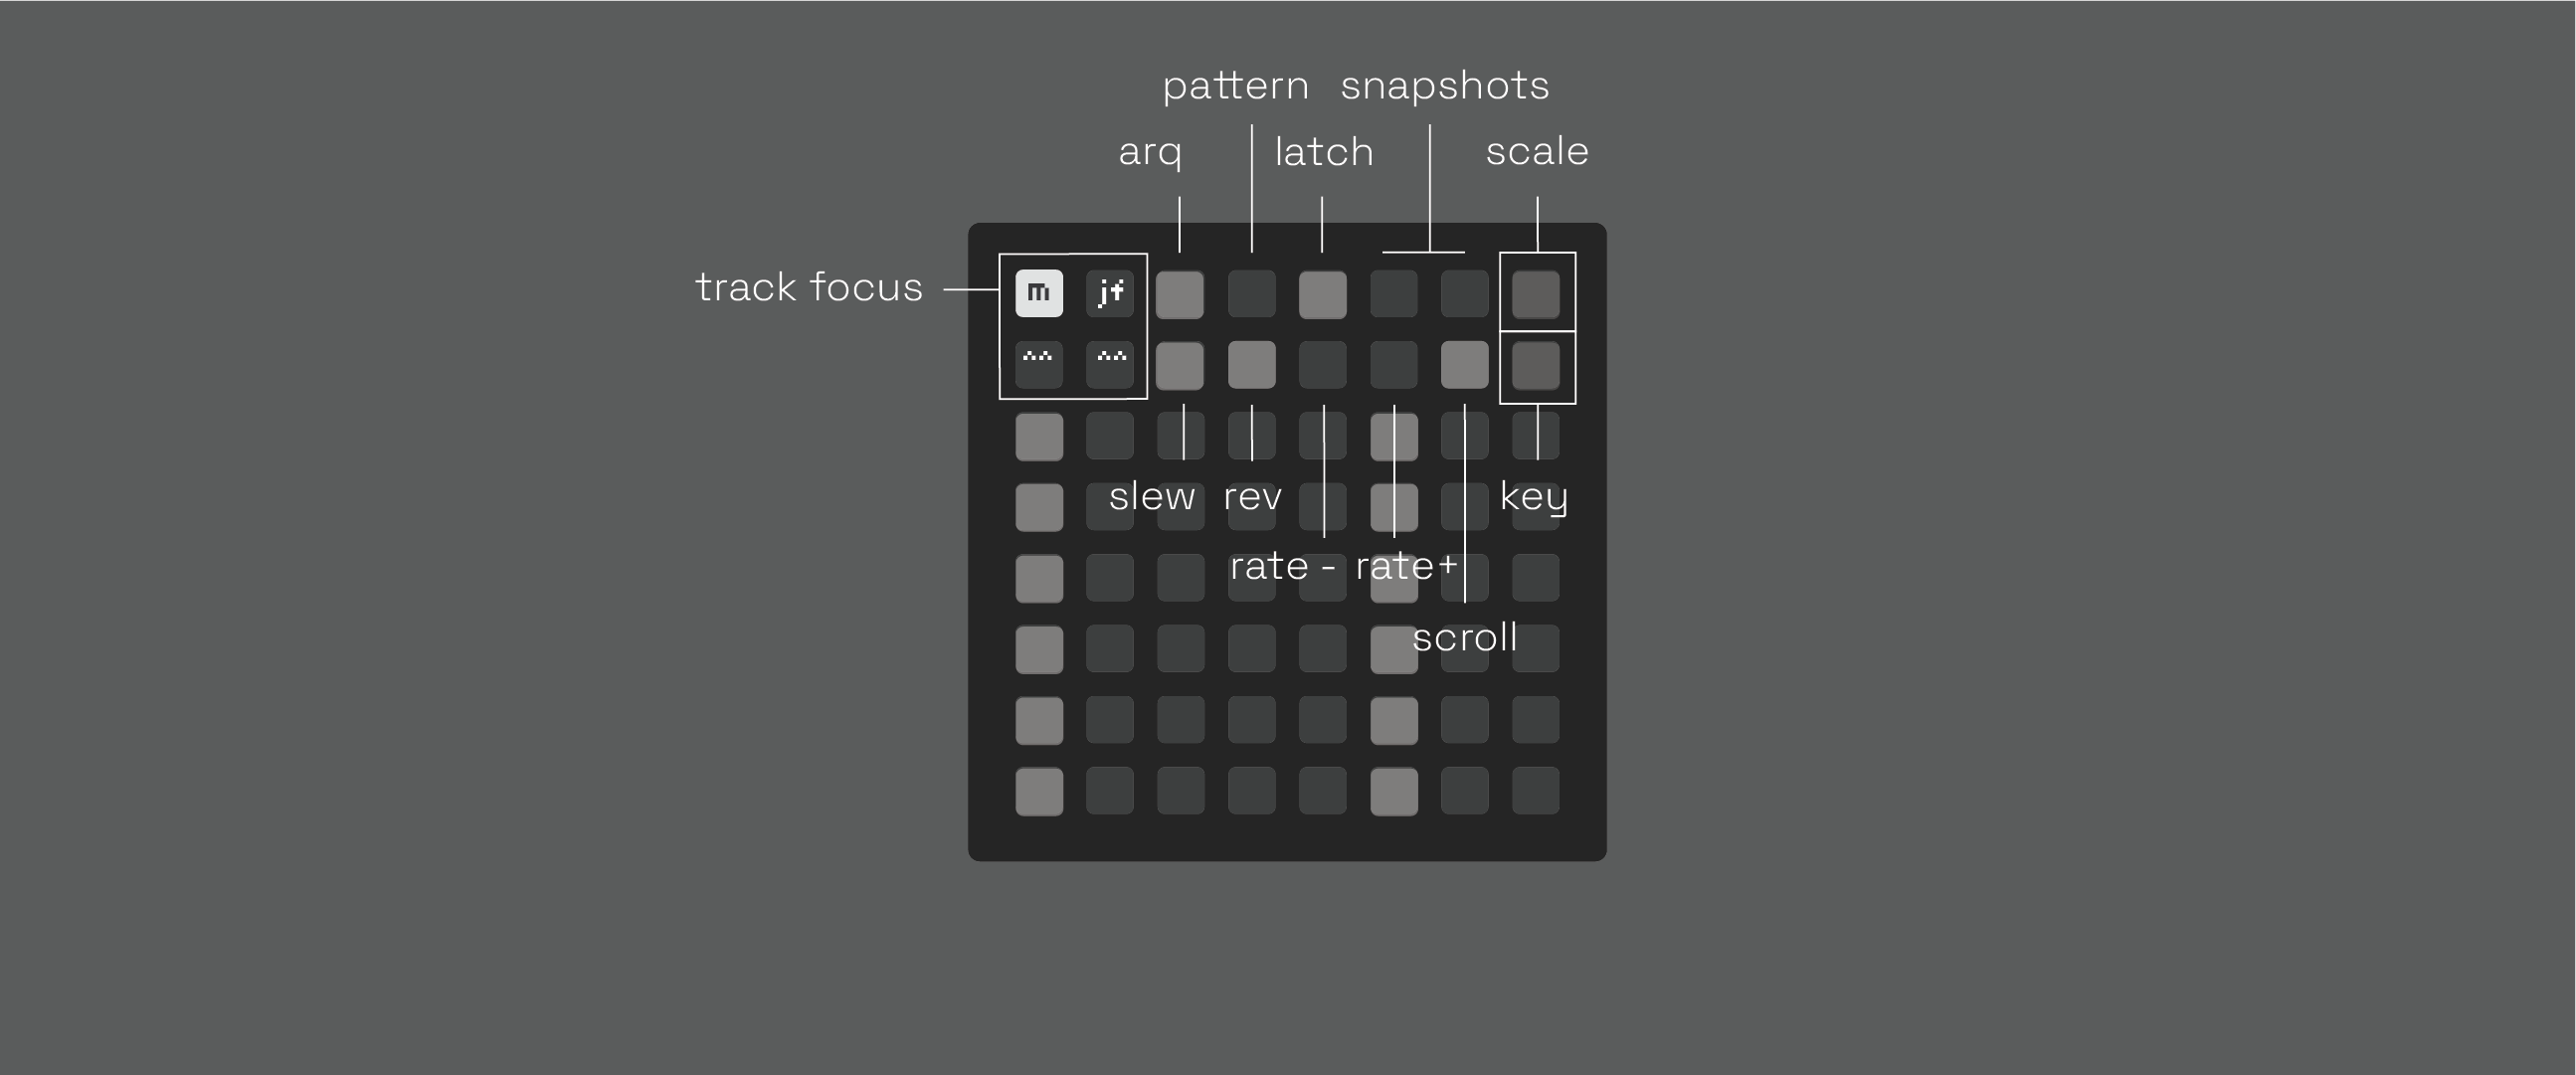 pattern snapshots
arq latch scale
track focus
m jf
slew rev key
rate - rate+
scroll